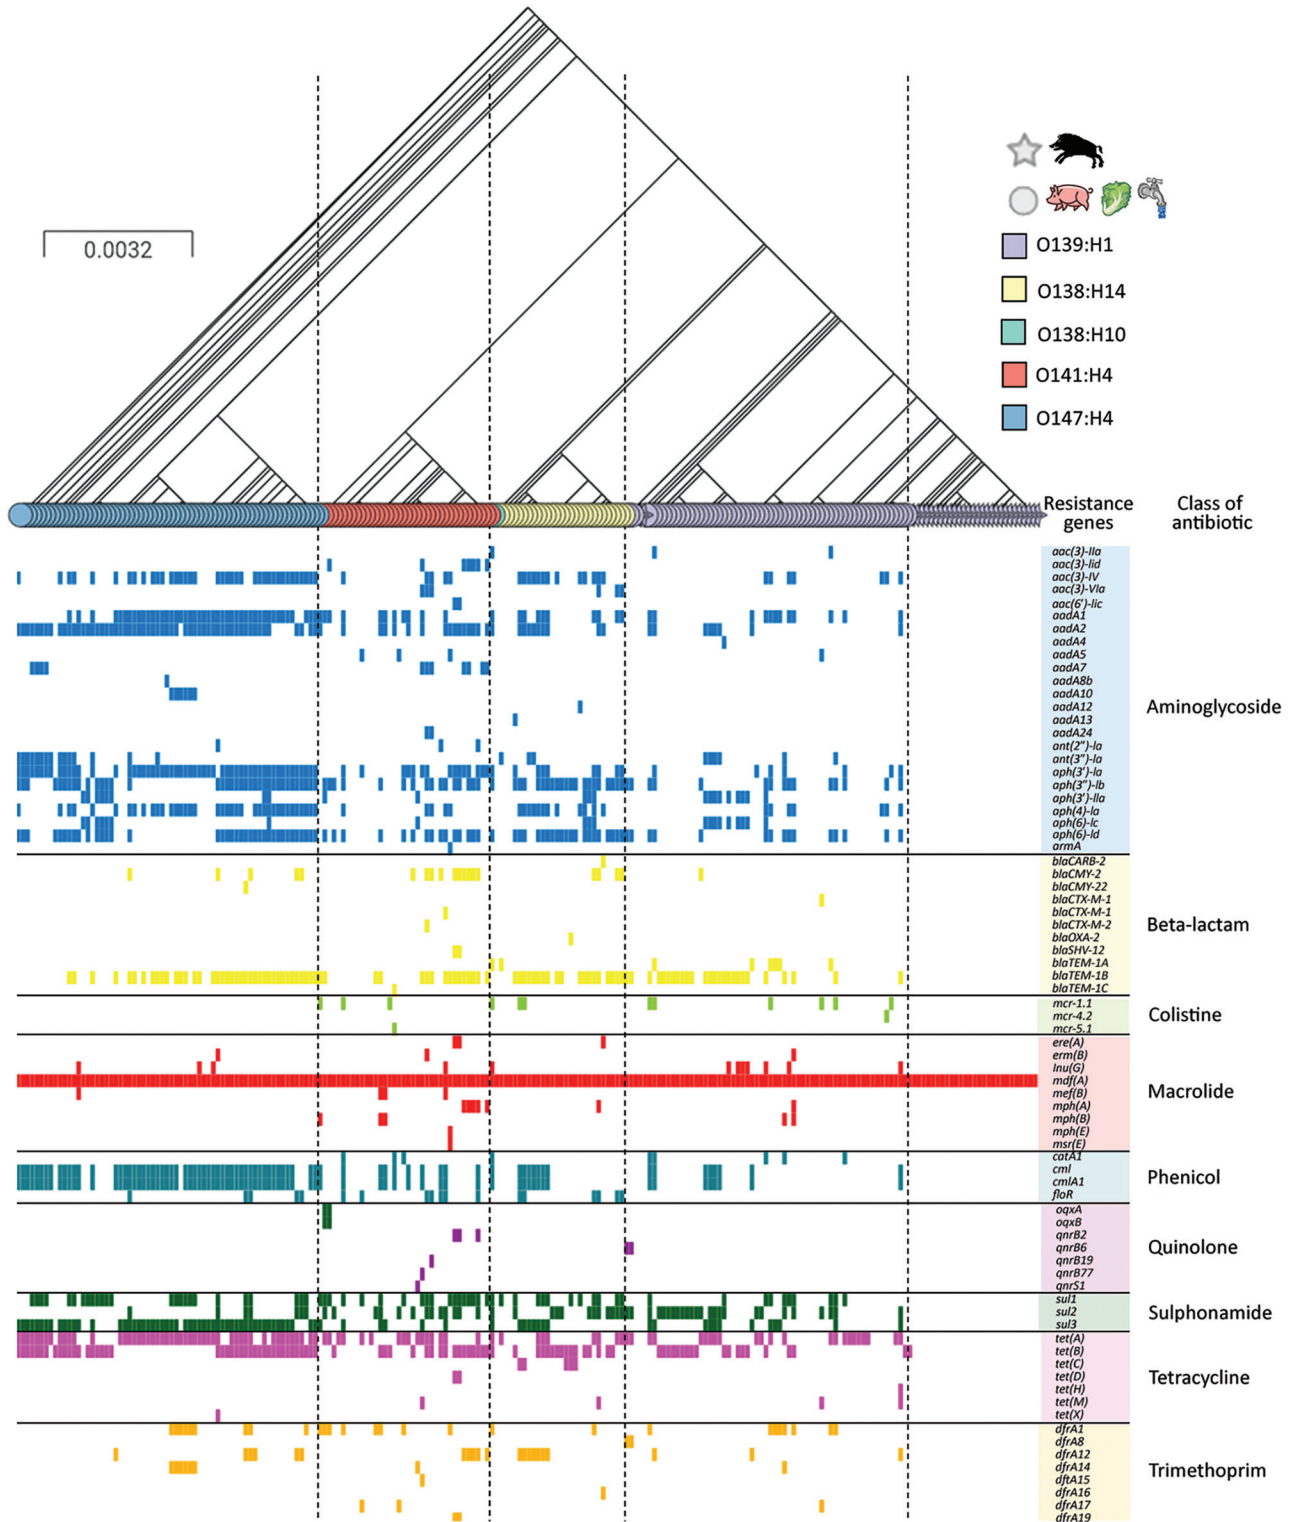 0.0032
O139:H1
O138:H14
O138:H10
O141:H4
O147:H4
Resistance genes
Class of antibiotic
aac(3)-IIa
aac(3)-Iid
aac(3)-IV
aac(3)-VIa
aac(6')-Iic
aadA1
aadA2
aadA4
aadA5
aadA7
aadA8b
aadA10
aadA12
aadA13
aadA24
ant(2")-Ia
ant(3")-Ia
aph(3')-Ia
aph(3")-Ib
aph(3')-IIa
aph(4)-Ia
aph(6)-Ic
aph(6)-Id
armA
Aminoglycoside
blaCARB-2
blaCMY-2
blaCMY-22
blaCTX-M-1
blaCTX-M-1
blaCTX-M-2
blaOXA-2
blaSHV-12
blaTEM-1A
blaTEM-1B
blaTEM-1C
Beta-lactam
mcr-1.1
mcr-4.2
mcr-5.1
Colistine
ere(A)
erm(B)
lnu(G)
mdf(A)
mef(B)
mph(A)
mph(B)
mph(E)
msr(E)
Macrolide
catA1
cml
cmlA1
floR
Phenicol
oqxA
oqxB
qnrB2
qnrB6
qnrB19
qnrB77
qnrS1
Quinolone
sul1
sul2
sul3
Sulphonamide
tet(A)
tet(B)
tet(C)
tet(D)
tet(H)
tet(M)
tet(X)
Tetracycline
dfrA1
dfrA8
dfrA12
dfrA14
dftA15
dfrA16
dfrA17
dfrA19
Trimethoprim